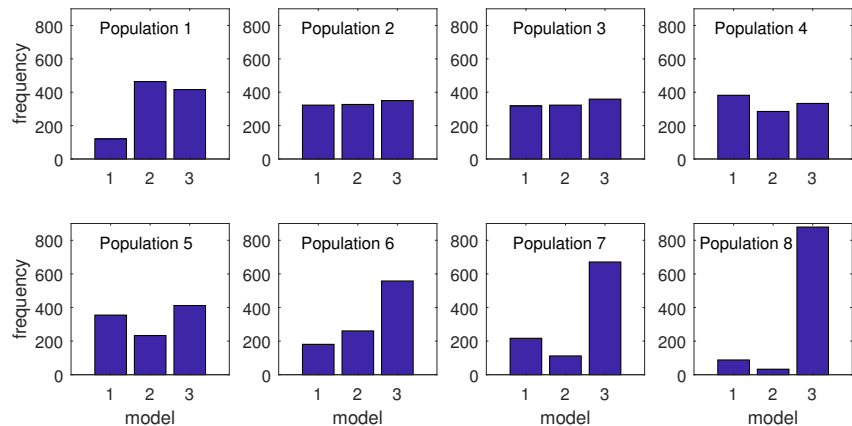 Population 1
Population 2
Population 3
Population 4
frequency
800
600
400
200
0
1 2 3
800
600
400
200
0
1 2 3
800
600
400
200
0
1 2 3
800
600
400
200
0
1 2 3
Population 5
Population 6
Population 7
Population 8
frequency
800
600
400
200
0
1 2 3
model
800
600
400
200
0
1 2 3
model
800
600
400
200
0
1 2 3
model
800
600
400
200
0
1 2 3
model